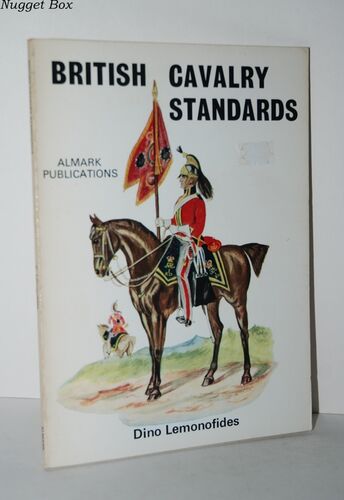 Nugget Box
BRITISH CAVALRY
STANDARDS
ALMARK
PUBLICATIONS
Dino Lemonofides